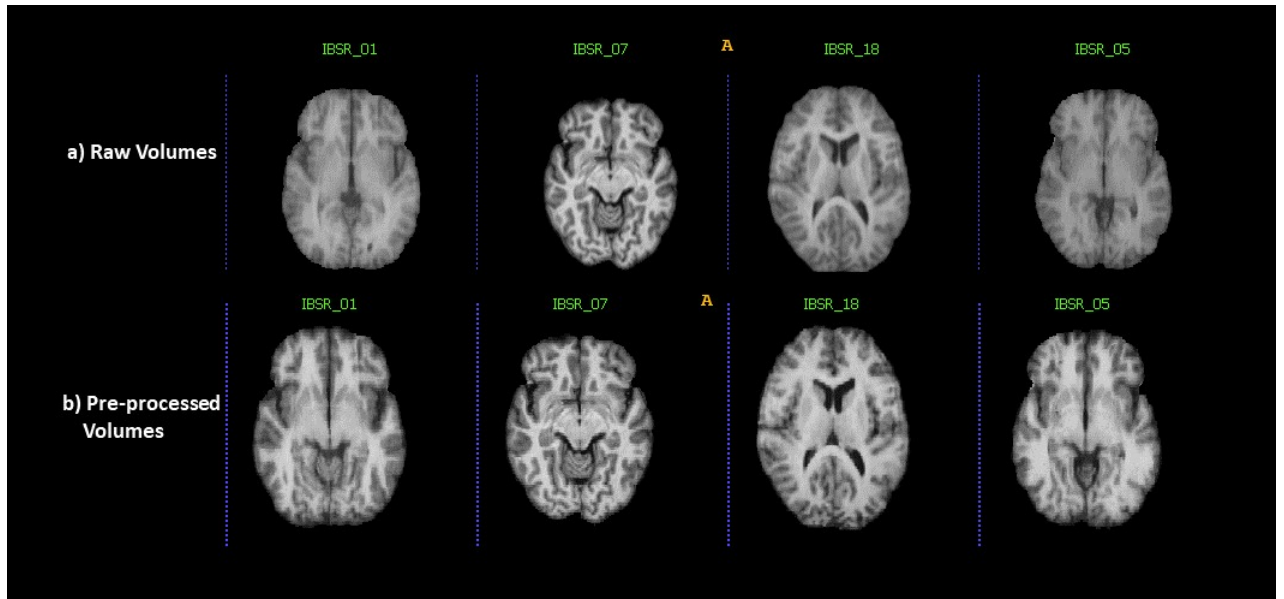 IBSR_01
IBSR_07
A
IBSR_18
IBSR_05
a) Raw Volumes
IBSR_01
IBSR_07
A
IBSR_18
IBSR_05
b) Pre-processed
Volumes